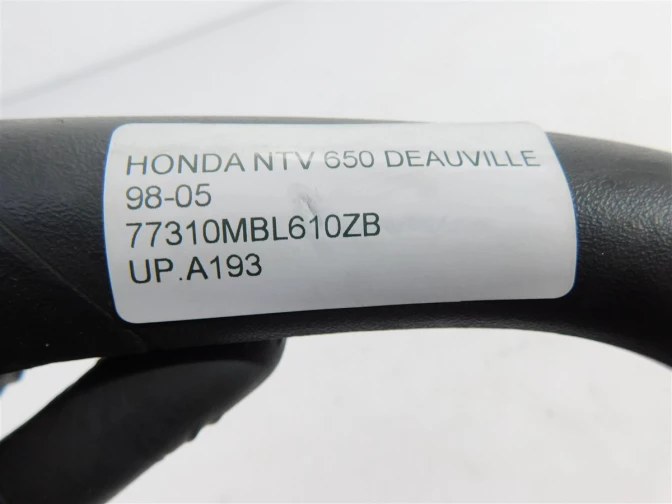 HONDA NTV 650 DEAUVILLE
98-05
77310MBL610ZB
UP.A193